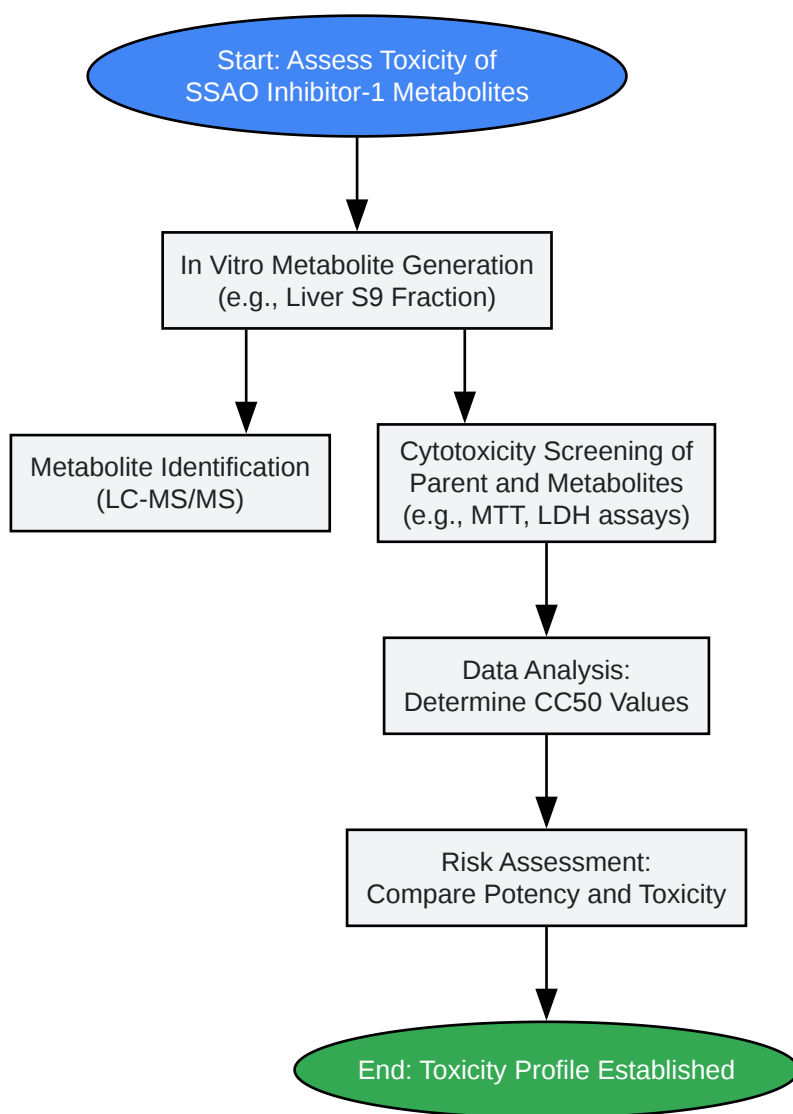 Start: Assess Toxicity of
SSAO Inhibitor-1 Metabolites
In Vitro Metabolite Generation
(e.g., Liver S9 Fraction)
Metabolite Identification
(LC-MS/MS)
Cytotoxicity Screening of
Parent and Metabolites
(e.g., MTT, LDH assays)
Data Analysis:
Determine CC50 Values
Risk Assessment:
Compare Potency and Toxicity
End: Toxicity Profile Established